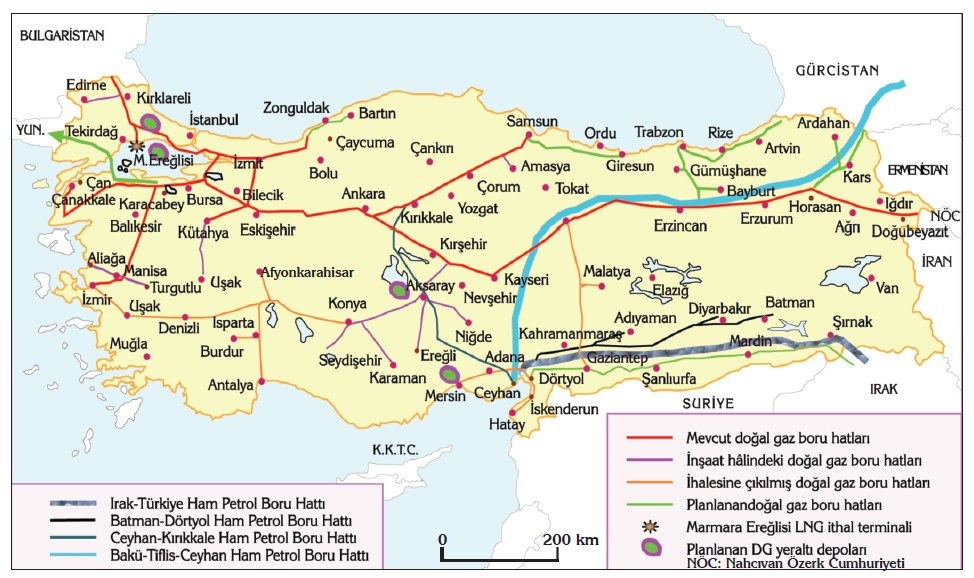 BULGARİSTAN
GÜRCİSTAN
Edirne
Kırklareli
İstanbul
Zonguldak
Bartın
Samsun
Ordu
Trabzon
Rize
Ardahan
YUN.
Tekirdağ
M.Ereğlisi
İzmit
Çaycuma
Çankırı
Bolu
Amasya
Giresun
Gümüşhane
Artvin
Kars
ERMENİSTAN
Çan
Çanakkale
Karacabey
Bursa
Bilecik
Ankara
Kırıkkale
Çorum
Tokat
Yozgat
Bayburt
Horasan
Iğdır
NÖC
Balıkesir
Kütahya
Eskişehir
Erzincan
Erzurum
Ağrı
Doğübeyazıt
İRAN
Kırşehir
Aliağa
Manisa
Turgutlu
Uşak
Afyonkarahisar
Aksaray
Kayseri
Nevşehir
Malatya
Elazığ
Van
İzmir
Uşak
Denizli
Isparta
Konya
Niğde
Kahramanmaraş
Adıyaman
Diyarbakır
Batman
Şırnak
Muğla
Burdur
Seydişehir
Ereğli
Adana
Gaziantep
Mardin
Antalya
Karaman
Mersin
Ceyhan
Dörtyol
Şanlıurfa
IRAK
İskenderun
Hatay
SURİYE
K.K.T.C.
Irak-Türkiye Ham Petrol Boru Hattı
Batman-Dörtyol Ham Petrol Boru Hattı
Ceyhan-Kırıkkale Ham Petrol Boru Hattı
Bakü-Tiflis-Ceyhan Ham Petrol Boru Hattı
0 200 km
Mevcut doğal gaz boru hatları
İnşaat hâlindeki doğal gaz boru hatları
İhalesine çıkılmış doğal gaz boru hatları
Planlanandoğal gaz boru hatları
Marmara Ereğlisi LNG ithal terminali
Planlanan DG yeraltı depoları
NÖC: Nahcıvan Özerk Cumhuriyeti